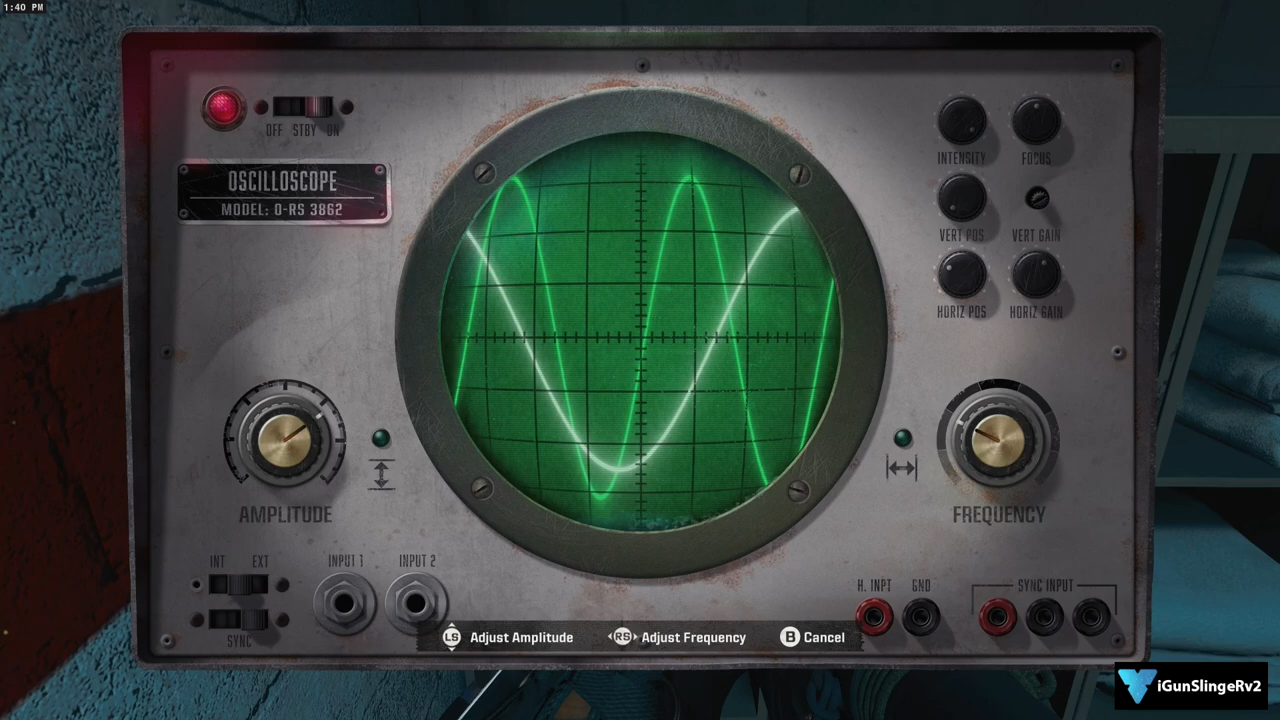 1:40 PM
OFF STBY ON
OSCILLOSCOPE
MODEL: O-RS 3862
INTENSITY
FOCUS
VERT POS
VERT GAIN
HORIZ POS
HORIZ GAIN
AMPLITUDE
FREQUENCY
INT
EXT
SYNC
INPUT 1
INPUT 2
H. INPT
GND
SYNC INPUT
LS Adjust Amplitude
RS Adjust Frequency
B Cancel
iGunSlingeRv2